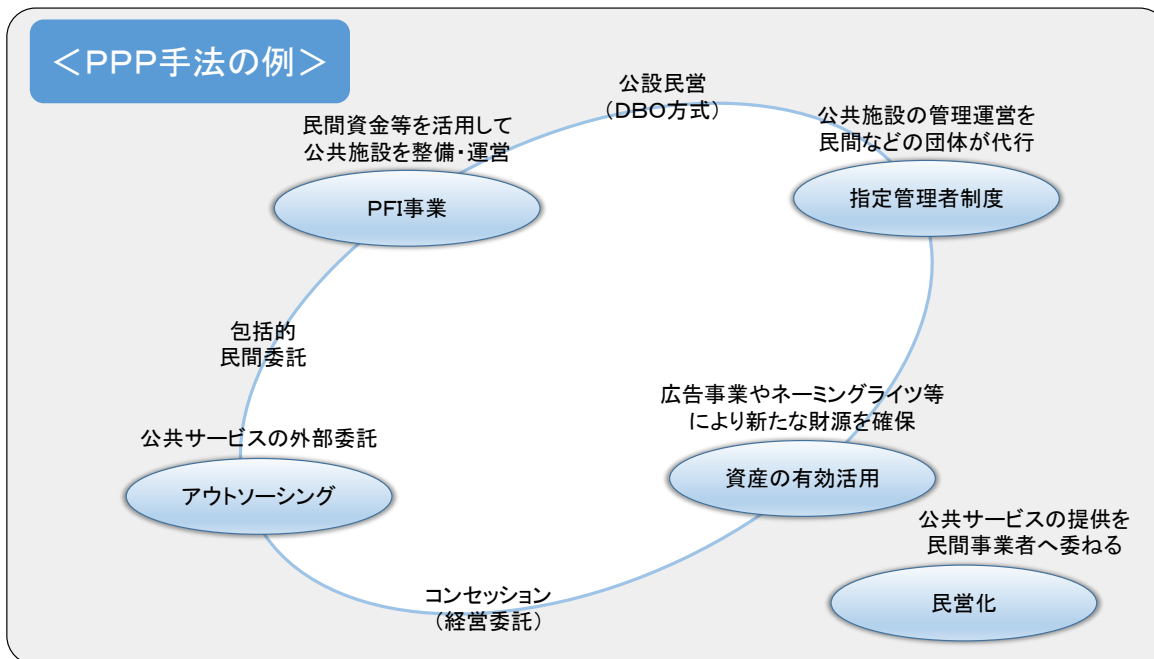 ＜PPP手法の例＞
公設民営
（DBO方式）
民間資金等を活用して
公共施設を整備・運営
PFI事業
公共施設の管理運営を
民間などの団体が代行
指定管理者制度
包括的
民間委託
公共サービスの外部委託
アウトソーシング
広告事業やネーミングライツ等
により新たな財源を確保
資産の有効活用
コンセッション
（経営委託）
公共サービスの提供を
民間事業者へ委ねる
民営化